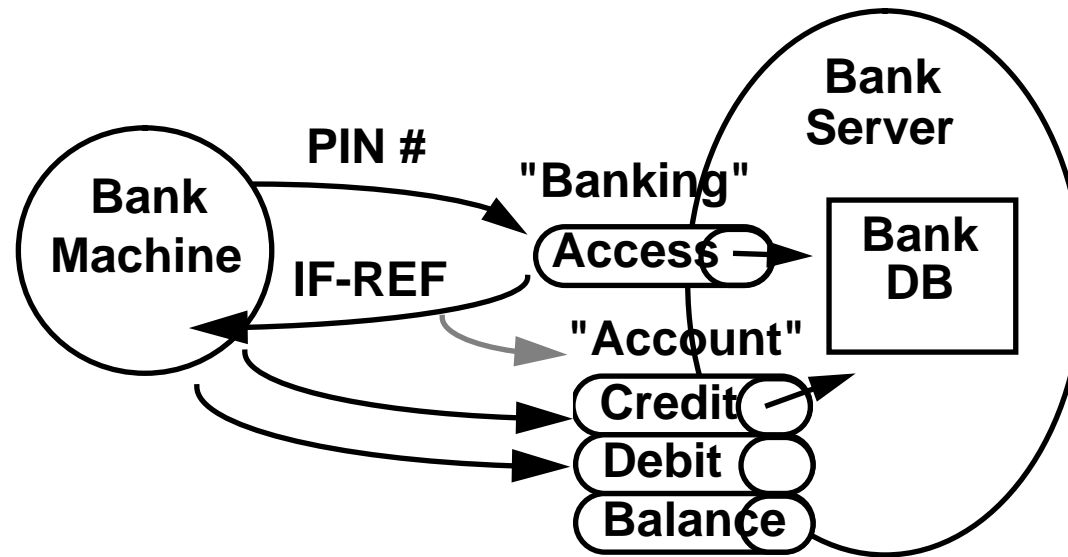 Bank
Server
PIN #
"Banking"
Bank
Machine
Access
Bank
DB
IF-REF
"Account"
Credit
Debit
Balance